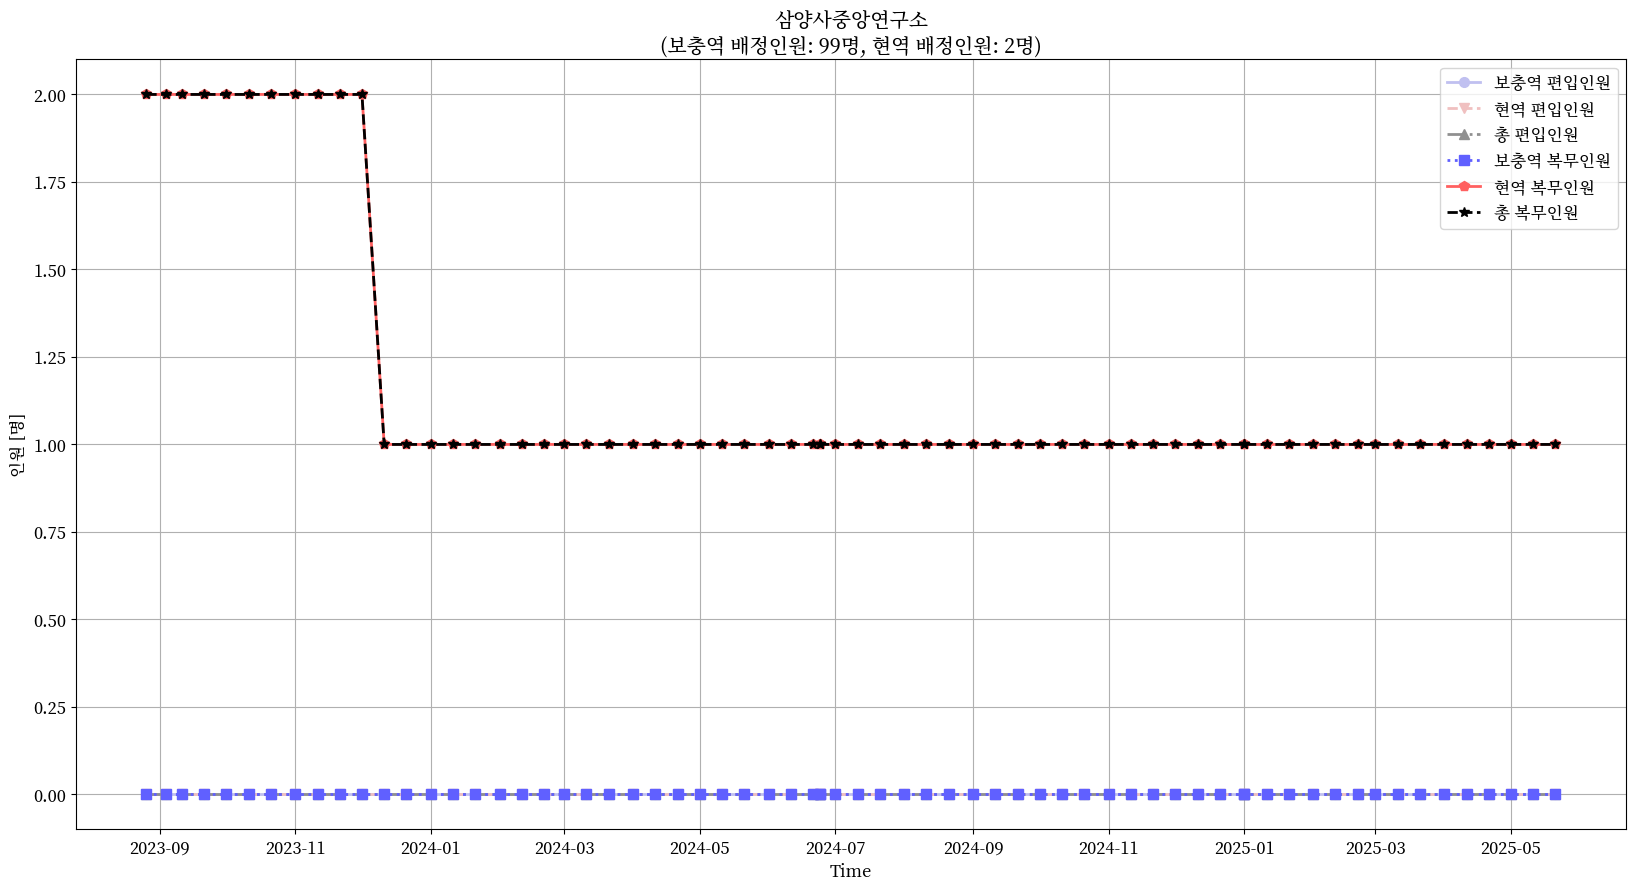 삼양사중앙연구소
(보충역 배정인원: 99명, 현역 배정인원: 2명)
보충역 편입인원
현역 편입인원
총 편입인원
보충역 복무인원
현역 복무인원
총 복무인원
인원 [명]
2.00
1.75
1.50
1.25
1.00
0.75
0.50
0.25
0.00
2023-09 2023-11 2024-01 2024-03 2024-05 2024-07 2024-09 2024-11 2025-01 2025-03 2025-05
Time